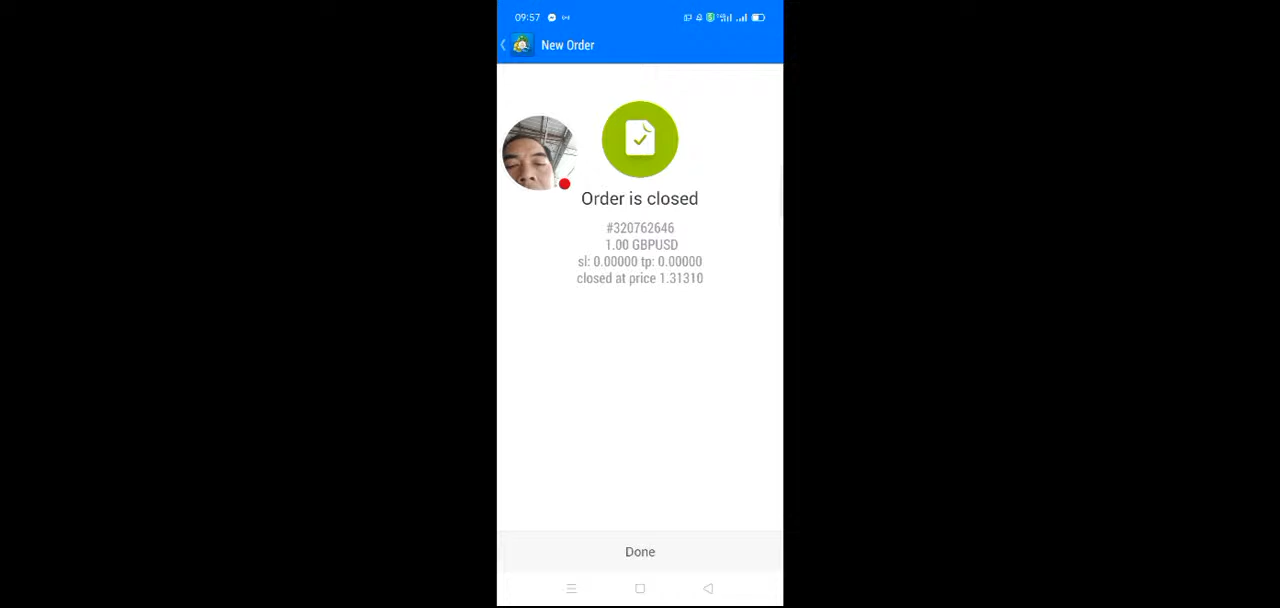 09:57
New Order
Order is closed
#320762646
1.00 GBPUSD
sl: 0.00000 tp: 0.00000
closed at price 1.31310
Done